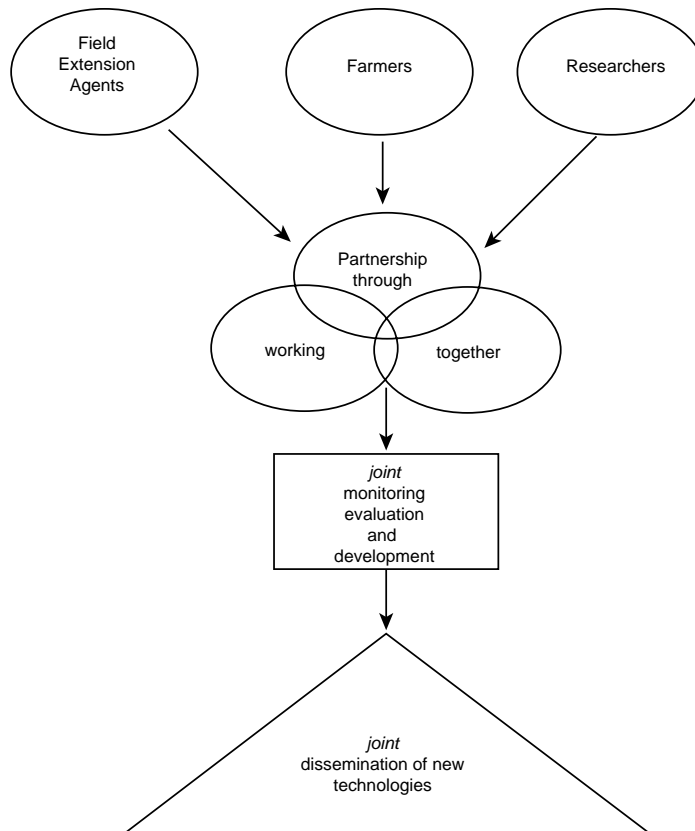 Field
Extension
Agents
Farmers
Researchers
Partnership
through
working
together
joint
monitoring
evaluation
and
development
joint
dissemination of new
technologies